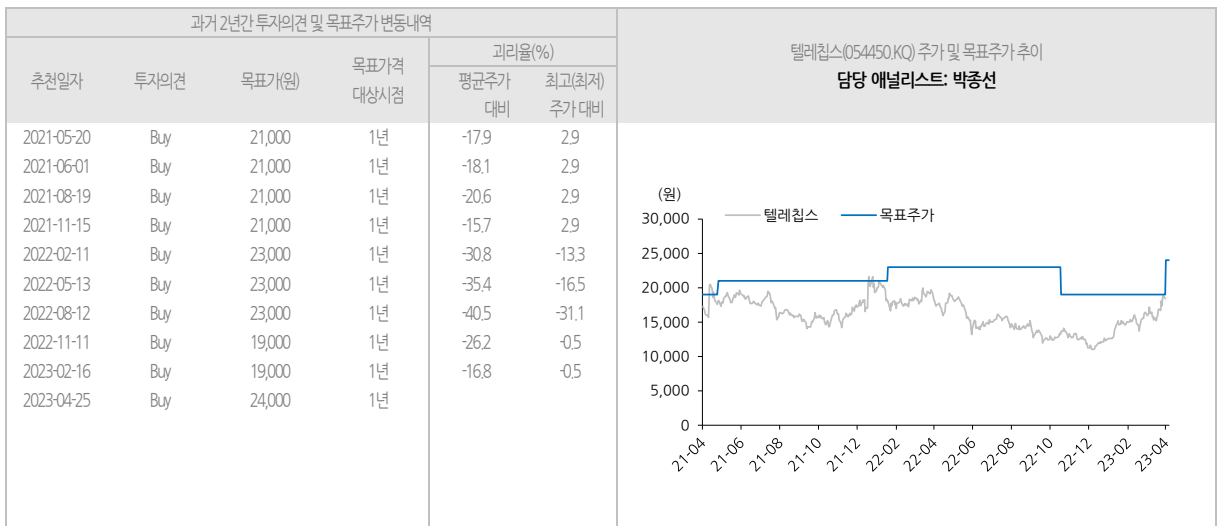 과거 2년간 투자의견 및 목표주가 변동내역
추천일자 투자의견 목표가(원) 목표가격 대상시점 괴리율(%)
평균주가 대비 최고(최저) 주가 대비
2021-05-20 Buy 21,000 1년 -17.9 2.9
2021-06-01 Buy 21,000 1년 -18.1 2.9
2021-08-19 Buy 21,000 1년 -20.6 2.9
2021-11-15 Buy 21,000 1년 -15.7 2.9
2022-02-11 Buy 23,000 1년 -30.8 -13.3
2022-05-13 Buy 23,000 1년 -35.4 -16.5
2022-08-12 Buy 23,000 1년 -40.5 -31.1
2022-11-11 Buy 19,000 1년 -26.2 -0.5
2023-02-16 Buy 19,000 1년 -16.8 -0.5
2023-04-25 Buy 24,000 1년
텔레칩스(054450.KQ) 주가 및 목표주가 추이
담당 애널리스트: 박종선
(원)
텔레칩스 목표주가
30,000
25,000
20,000
15,000
10,000
5,000
0
21-04 21-06 21-08 21-10 21-12 22-02 22-04 22-06 22-08 22-10 22-12 23-02 23-04